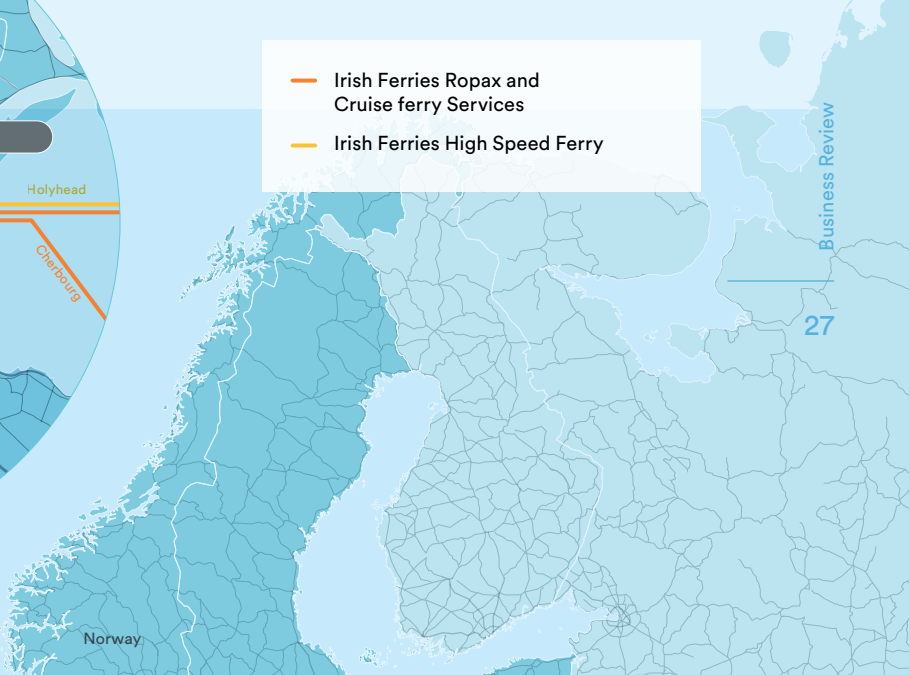 Irish Ferries Ropax and
Cruise ferry Services
Irish Ferries High Speed Ferry
Holyhead
Cherbourg
Business Review
27
Norway